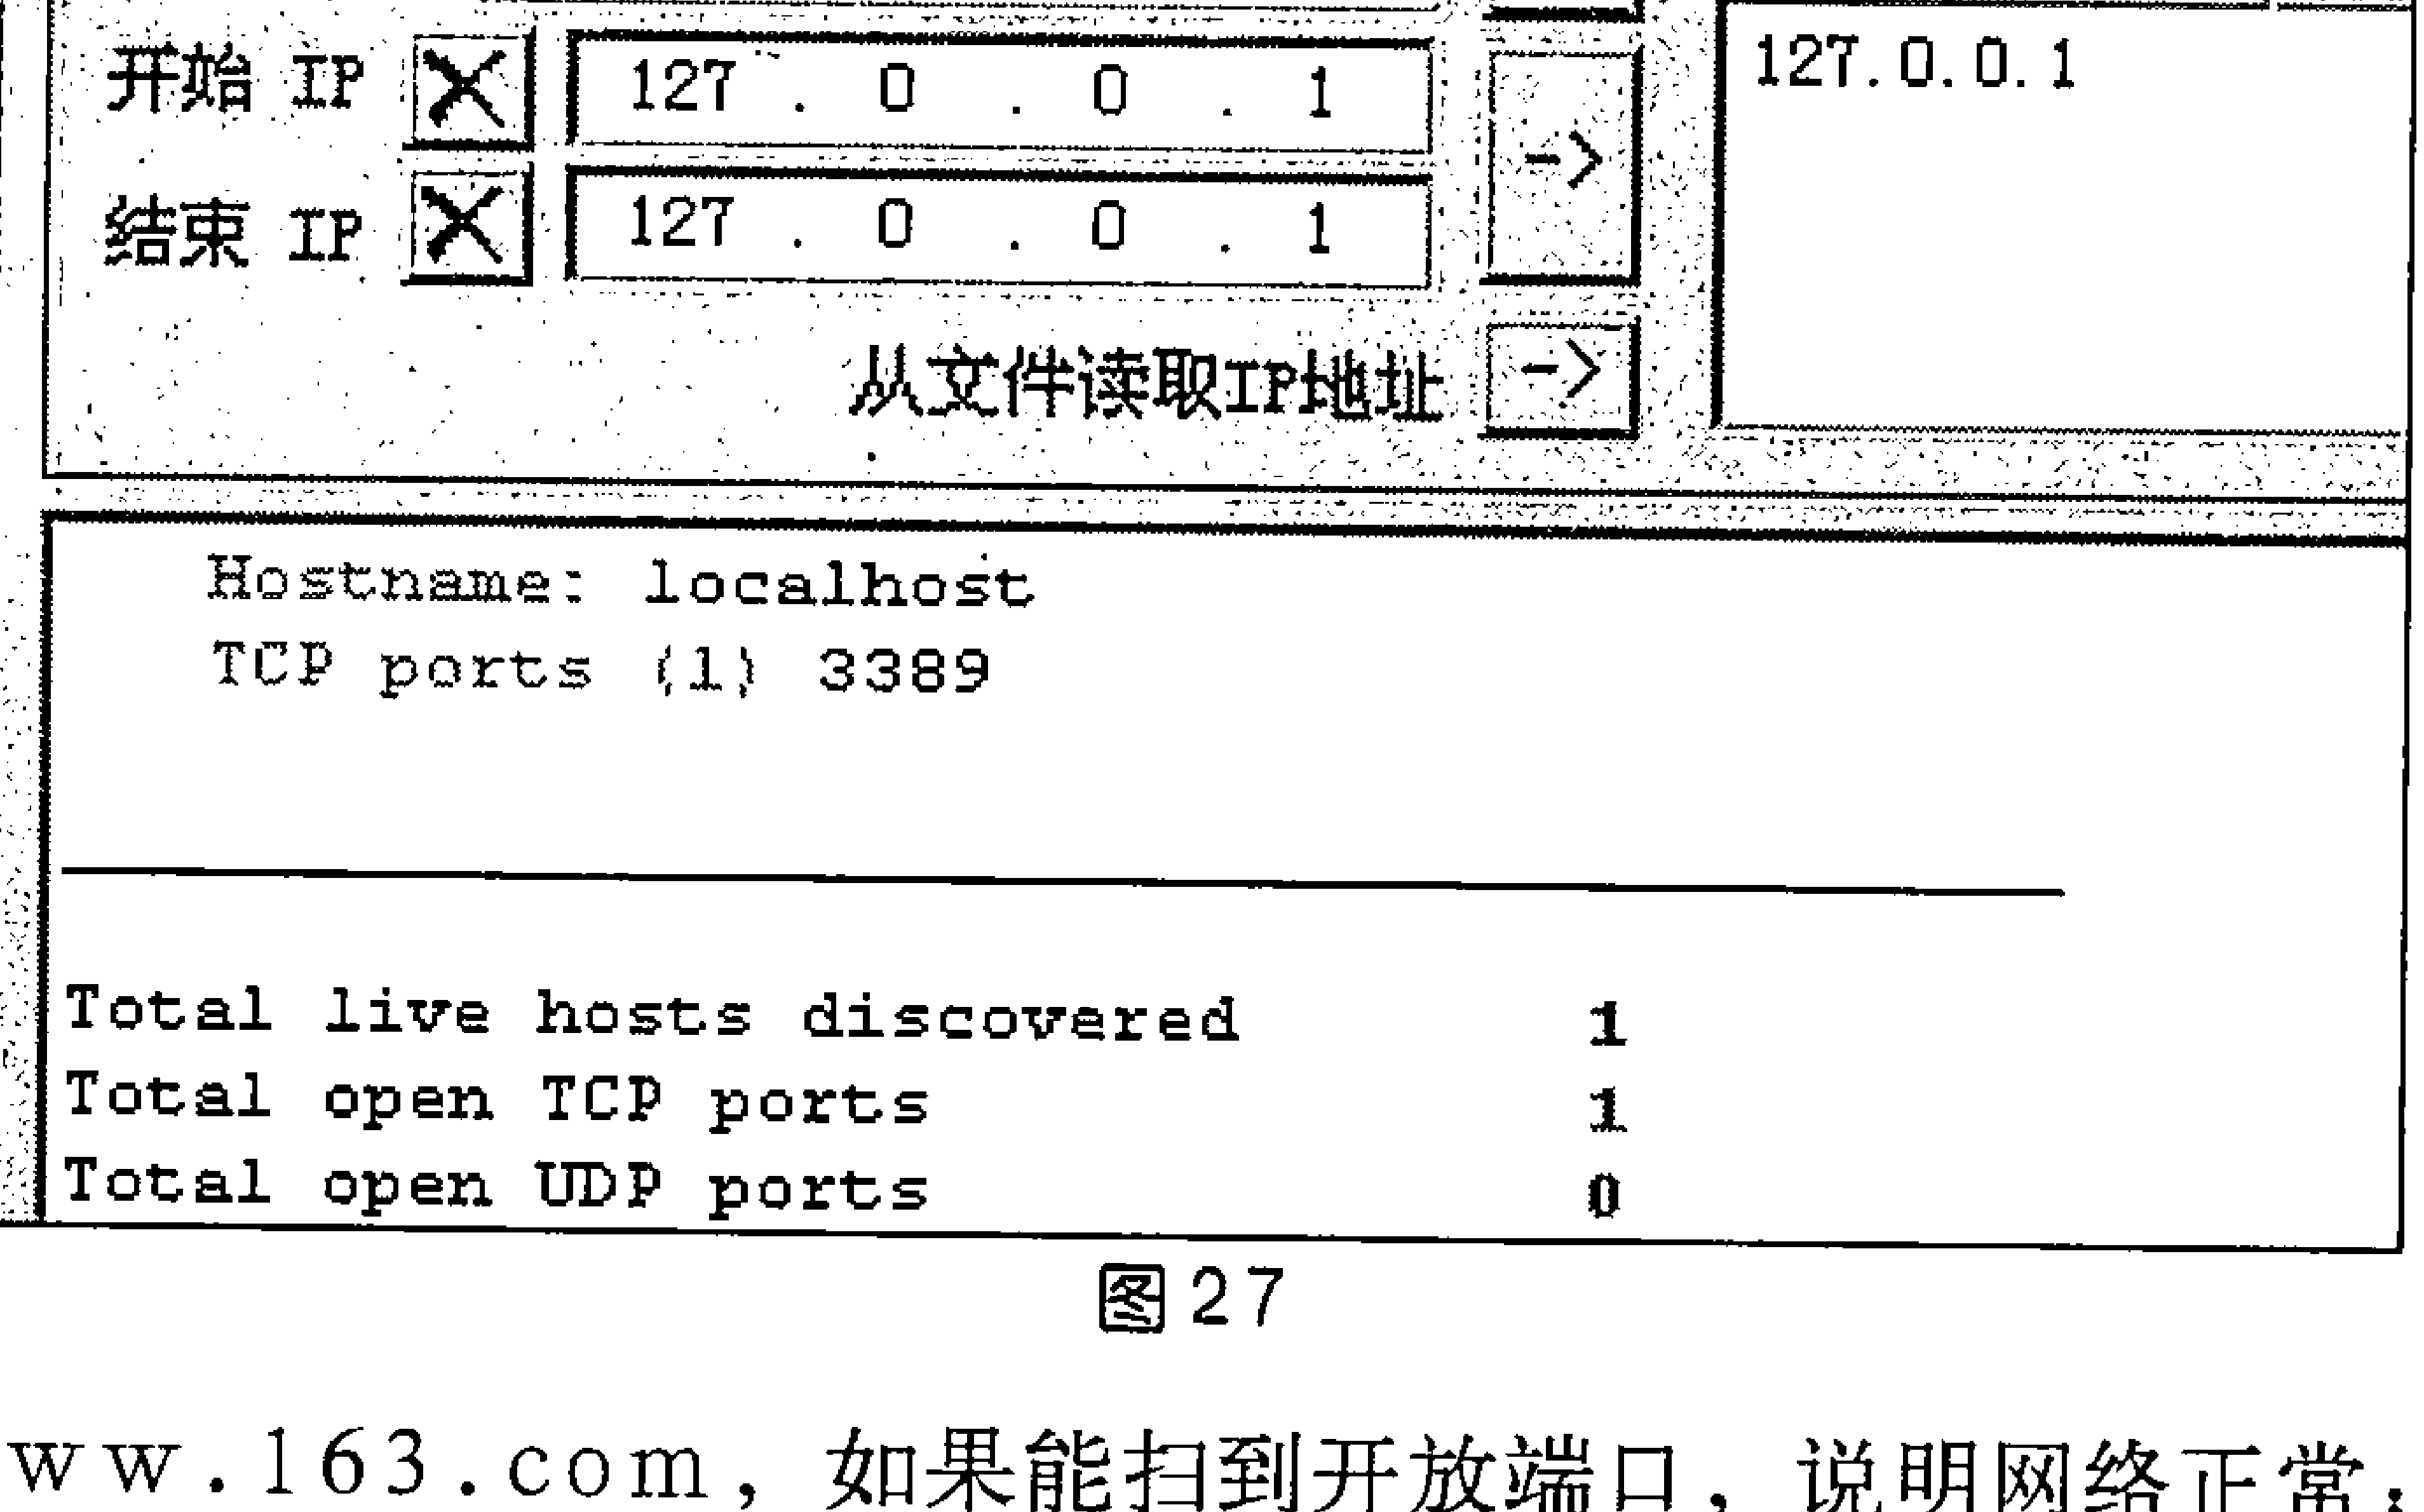 开始 IP 127 . 0 . 0 . 1 -> 127.0.0.1
结束 IP 127 . 0 . 0 . 1
从文件读取IP地址 ->
Hostname: localhost
TCP ports (1) 3389
Total live hosts discovered 1
Total open TCP ports 1
Total open UDP ports 0
图27
ww.163.com, 如果能扫到开放端口, 说明网络正常;